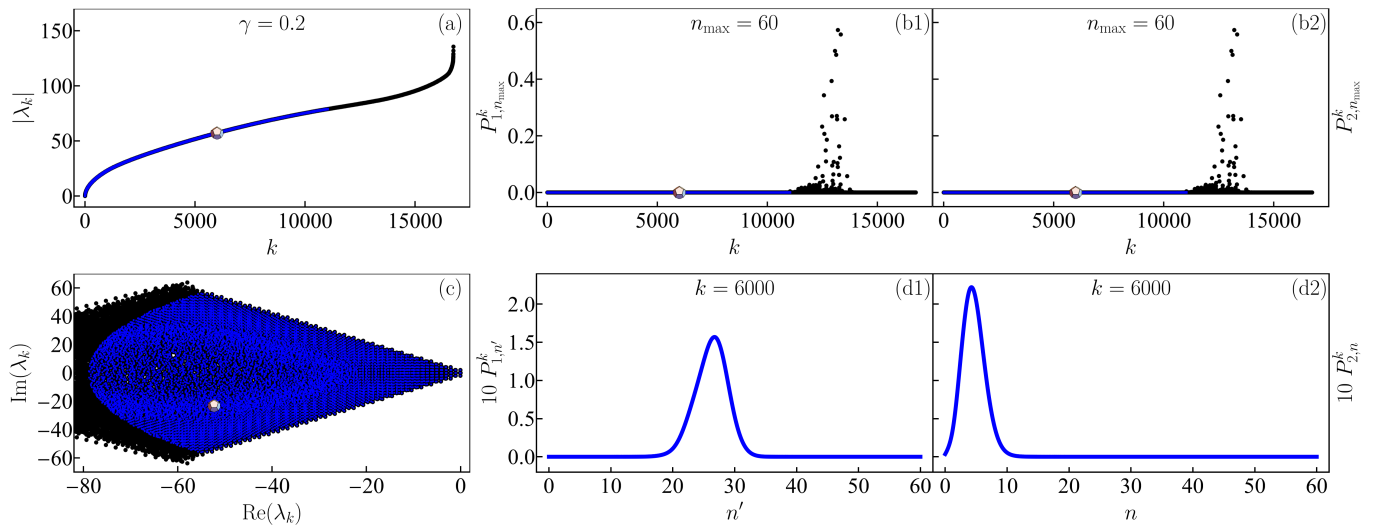 γ = 0.2
(a)
150
100
50
0
|λ_k|
0 5000 10000 15000
k
n_max = 60
(b1)
0.6
0.4
0.2
0.0
P^k_{1,n_max}
0 5000 10000 15000
k
n_max = 60
(b2)
P^k_{2,n_max}
0 5000 10000 15000
k
(c)
60
40
20
0
−20
−40
−60
Im(λ_k)
−80 −60 −40 −20 0
Re(λ_k)
k = 6000
(d1)
2.0
1.5
1.0
0.5
0.0
10 P^k_{1,n′}
0 10 20 30 40 50 60
n′
k = 6000
(d2)
10 P^k_{2,n}
0 10 20 30 40 50 60
n